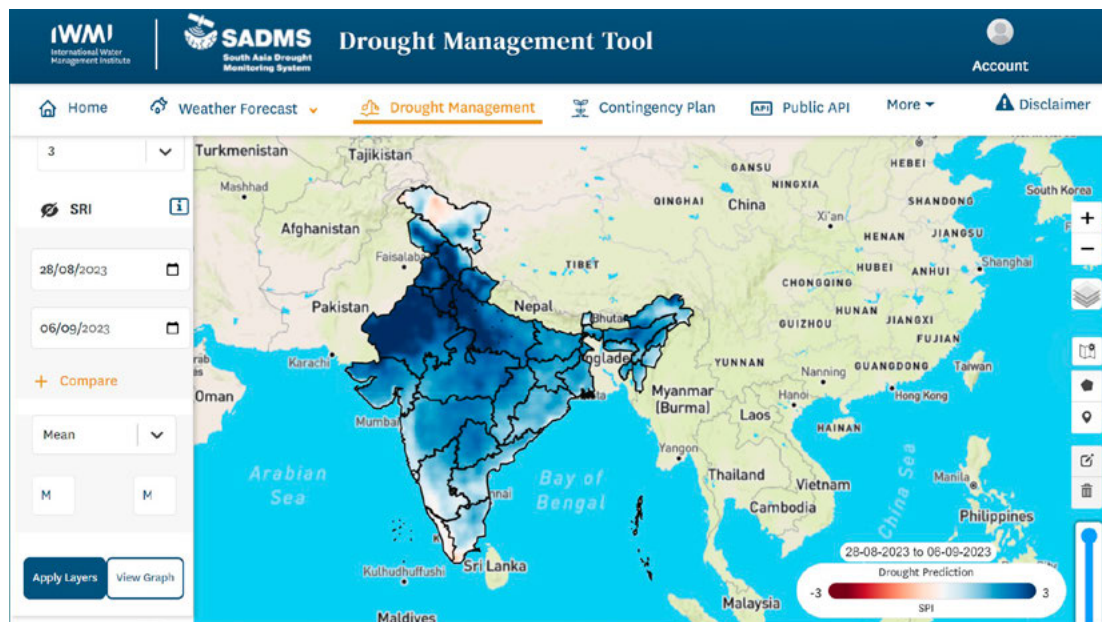 IWMI
International Water
Management Institute
SADMS
South Asia Drought
Monitoring System
Drought Management Tool
Account
Home
Weather Forecast
Drought Management
Contingency Plan
API
Public API
More
Disclaimer
3
SRI
i
28/08/2023
06/09/2023
+ Compare
Mean
M
M
Apply Layers
View Graph
Turkmenistan
Tajikistan
Mashhad
Afghanistan
Faisalaba
Pakistan
Karachi
Oman
Mumbai
Arabian
Sea
TIBET
Nepal
Bhutan
nglade
Bay of
Bengal
nnai
Kulhudhuffushi
Sri Lanka
Maldives
GANSU
NINGXIA
QINGHAI
China
Xi'an
HEBEI
SHANDONG
South Korea
HENAN
JIANGSU
Shanghai
HUBEI
ANHUI
CHONGQING
HUNAN
JIANGXI
GUIZHOU
FUJIAN
YUNNAN
Nanning
GUANGDONG
Taiwan
Myanmar
(Burma)
Hanoi
Hong Kong
Laos
HAINAN
Yangon
Thailand
Vietnam
Cambodia
China Sea
Manila
Philippines
Malaysia
+
−
28-08-2023 to 06-09-2023
Drought Prediction
-3
3
SPI